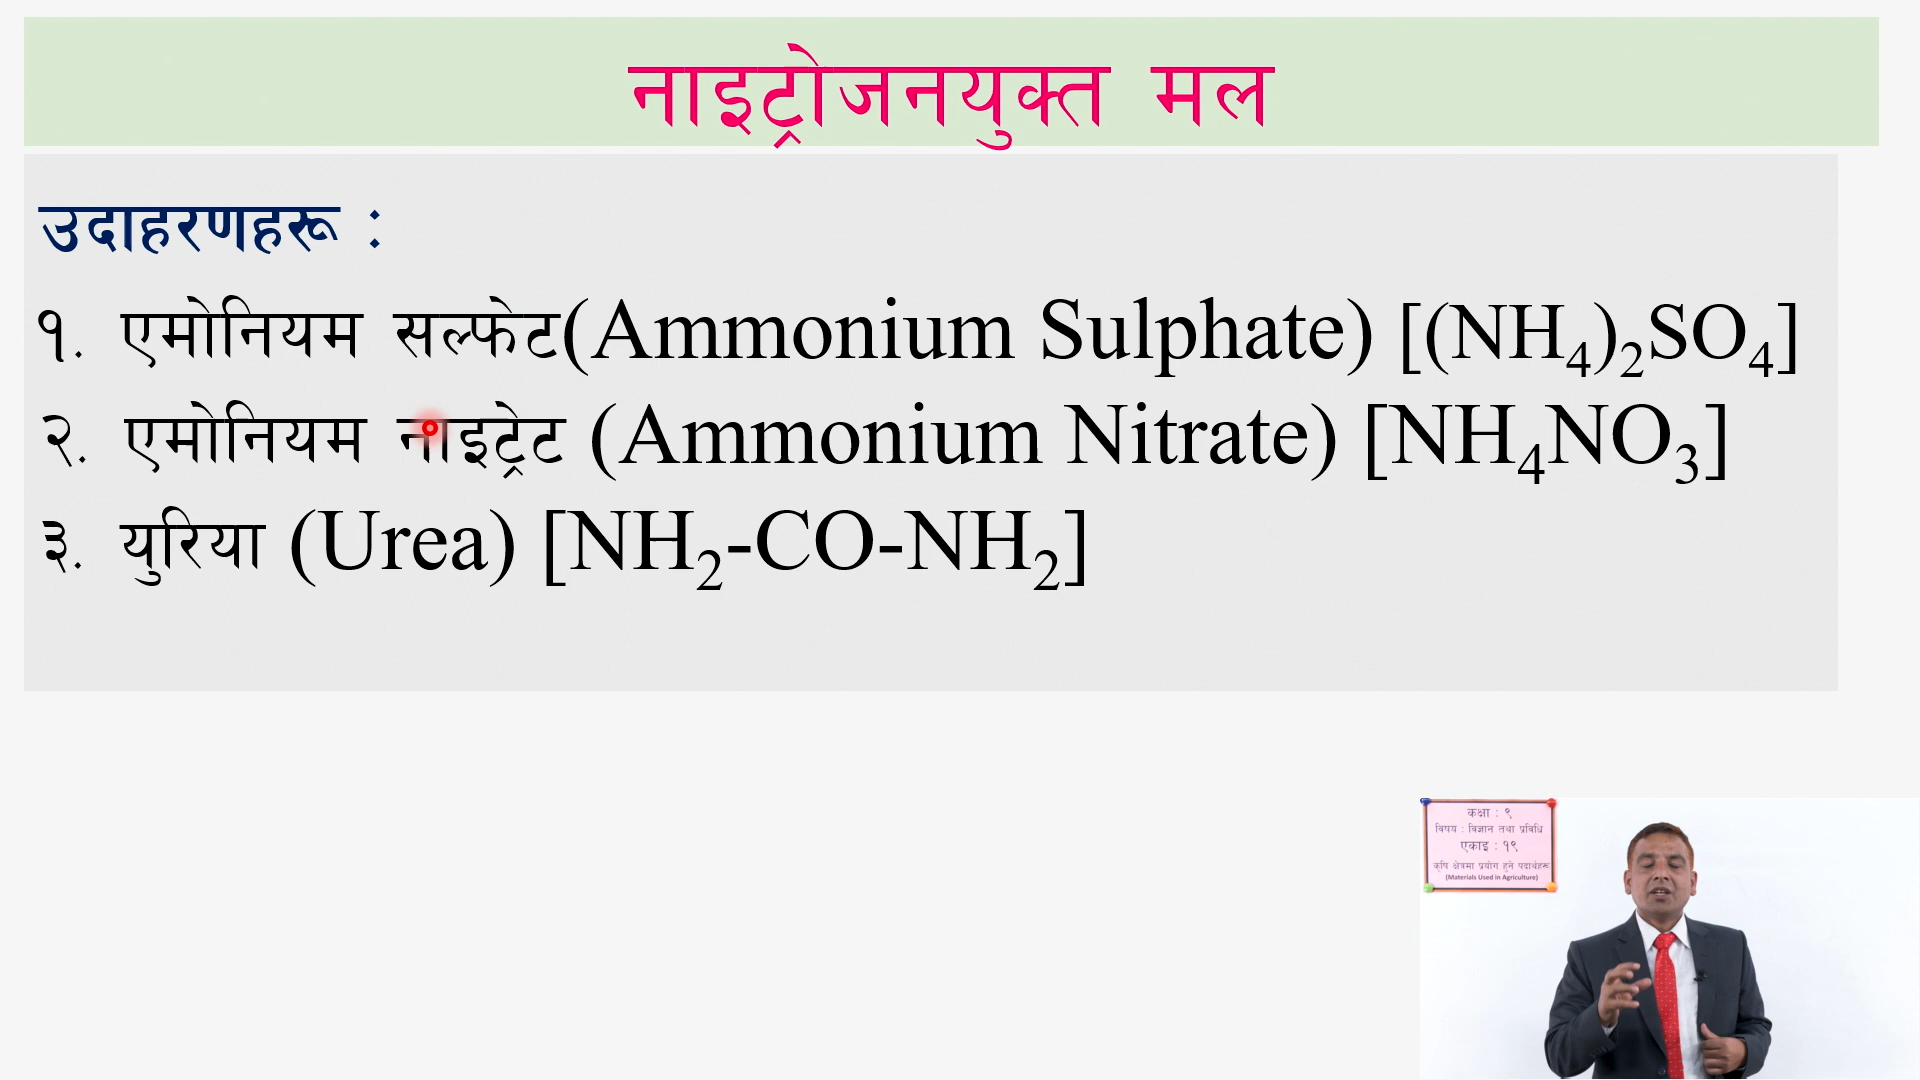 नाइट्रोजनयुक्त मल
उदाहरणहरू :
१. एमोनियम सल्फेट(Ammonium Sulphate) [(NH₄)₂SO₄]
२. एमोनियम नाइट्रेट (Ammonium Nitrate) [NH₄NO₃]
३. युरिया (Urea) [NH₂-CO-NH₂]
कक्षा : ९
विषय : विज्ञान तथा प्रविधि
एकाइ : १९
कृषि क्षेत्रमा प्रयोग हुने पदार्थहरू
(Materials Used in Agriculture)